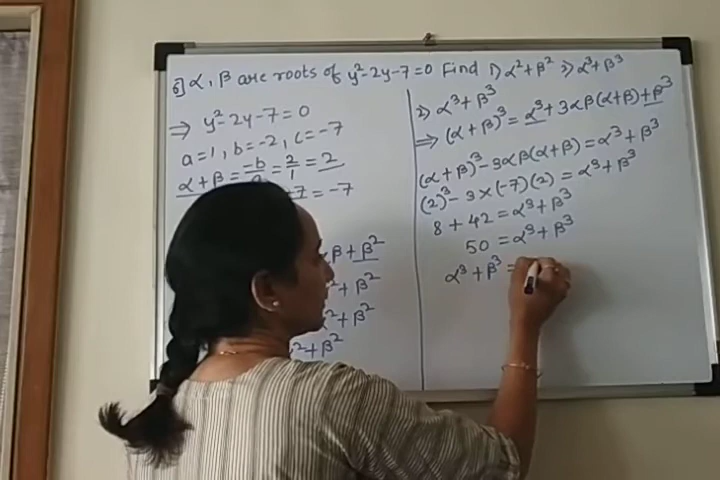 6] α, β are roots of y²-2y-7=0 Find 1) α²+β² 2) α³+β³
⇒ y²-2y-7=0
a=1, b=-2, c=-7
α+β = -b/a = 2/1 = 2
-7 = -7
β + β²
² + β²
α² + β²
² + β²
2) α³+β³
⇒ (α+β)³ = α³+3αβ(α+β)+β³
(α+β)³-3αβ(α+β) = α³+β³
(2)³-3×(-7)(2) = α³+β³
8+42 = α³+β³
50 = α³+β³
α³+β³ =